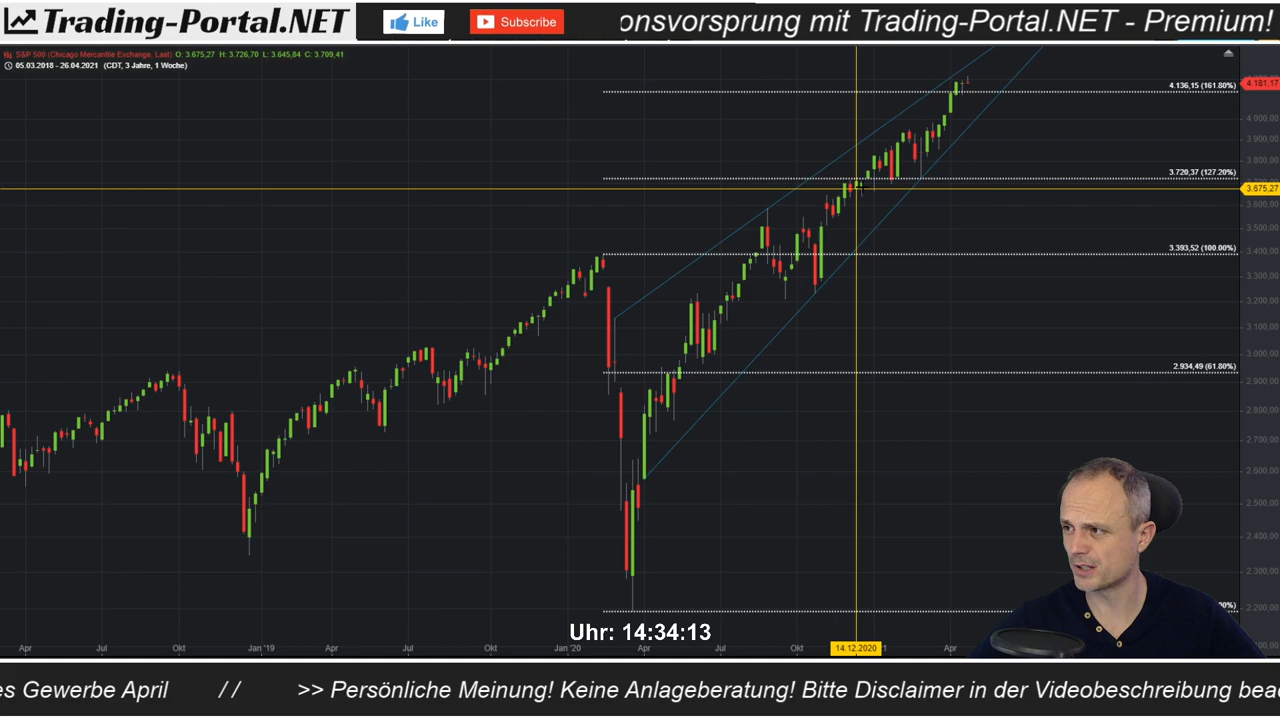 Trading-Portal.NET
Like
Subscribe
onsvorsprung mit Trading-Portal.NET - Premium!
S&P 500 (Chicago Mercantile Exchange, Last) O: 3.675,27 H: 3.726,70 L: 3.645,84 C: 3.709,41
05.03.2018 - 26.04.2021 (CDT, 3 Jahre, 1 Woche)
4.136,15 (161.80%)
4.181,17
4.000,00
3.900,00
3.800,00
3.720,37 (127.20%)
3.675,27
3.600,00
3.500,00
3.393,52 (100.00%)
3.400,00
3.300,00
3.200,00
3.100,00
3.000,00
2.934,49 (61.80%)
2.900,00
2.800,00
2.700,00
2.600,00
2.500,00
2.400,00
2.300,00
2.200,00
Uhr: 14:34:13
Apr
Jul
Okt
Jan '19
Apr
Jul
Okt
Jan '20
Apr
Jul
Okt
14.12.2020
Apr
es Gewerbe April // >> Persönliche Meinung! Keine Anlageberatung! Bitte Disclaimer in der Videobeschreibung bea